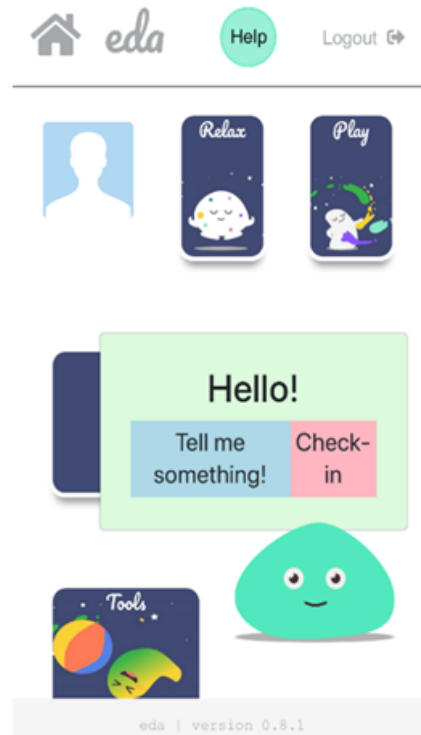 eda
Help
Logout
Relax
Play
Hello!
Tell me
something!
Check-
in
Tools
eda | version 0.8.1